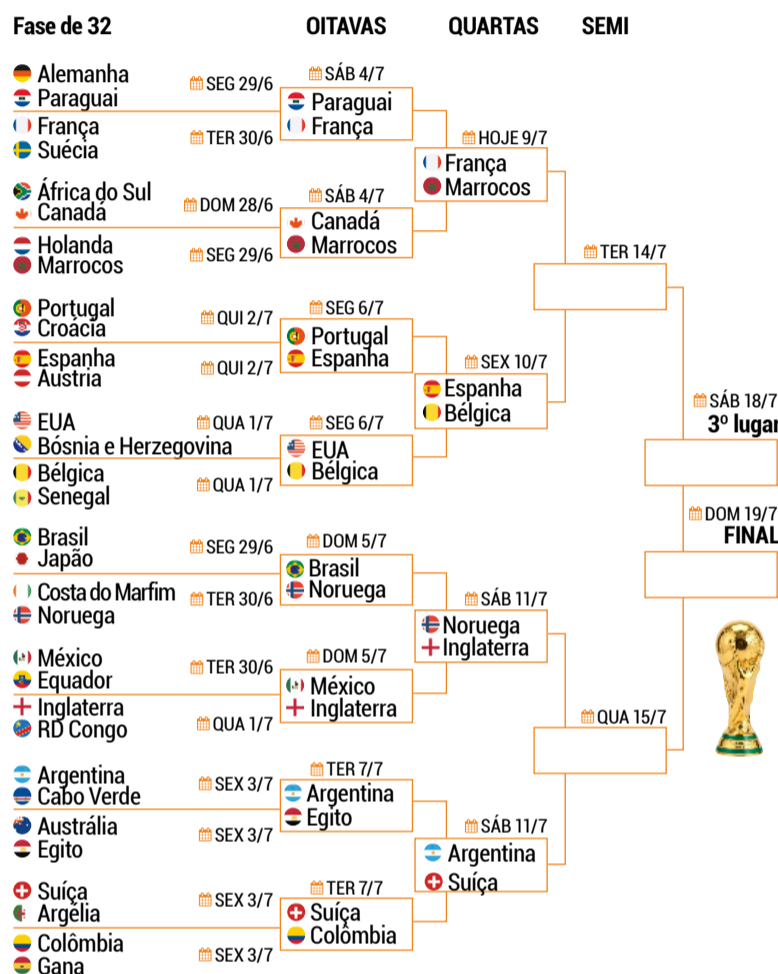 Fase de 32
OITAVAS
QUARTAS
SEMI
Alemanha
Paraguai
SEG 29/6
França
Suécia
TER 30/6
África do Sul
Canadá
DOM 28/6
Holanda
Marrocos
SEG 29/6
Portugal
Croácia
QUI 2/7
Espanha
Austria
QUI 2/7
EUA
Bósnia e Herzegovina
QUA 1/7
Bélgica
Senegal
QUA 1/7
Brasil
Japão
SEG 29/6
Costa do Marfim
Noruega
TER 30/6
México
Equador
TER 30/6
Inglaterra
RD Congo
QUA 1/7
Argentina
Cabo Verde
SEX 3/7
Austrália
Egito
SEX 3/7
Suíça
Argélia
SEX 3/7
Colômbia
Gana
SEX 3/7
SÁB 4/7
Paraguai
França
SÁB 4/7
Canadá
Marrocos
SEG 6/7
Portugal
Espanha
SEG 6/7
EUA
Bélgica
DOM 5/7
Brasil
Noruega
DOM 5/7
México
Inglaterra
TER 7/7
Argentina
Egito
TER 7/7
Suíça
Colômbia
HOJE 9/7
França
Marrocos
SEX 10/7
Espanha
Bélgica
SÁB 11/7
Noruega
Inglaterra
SÁB 11/7
Argentina
Suíça
TER 14/7
QUA 15/7
SÁB 18/7
3º lugar
DOM 19/7
FINAL